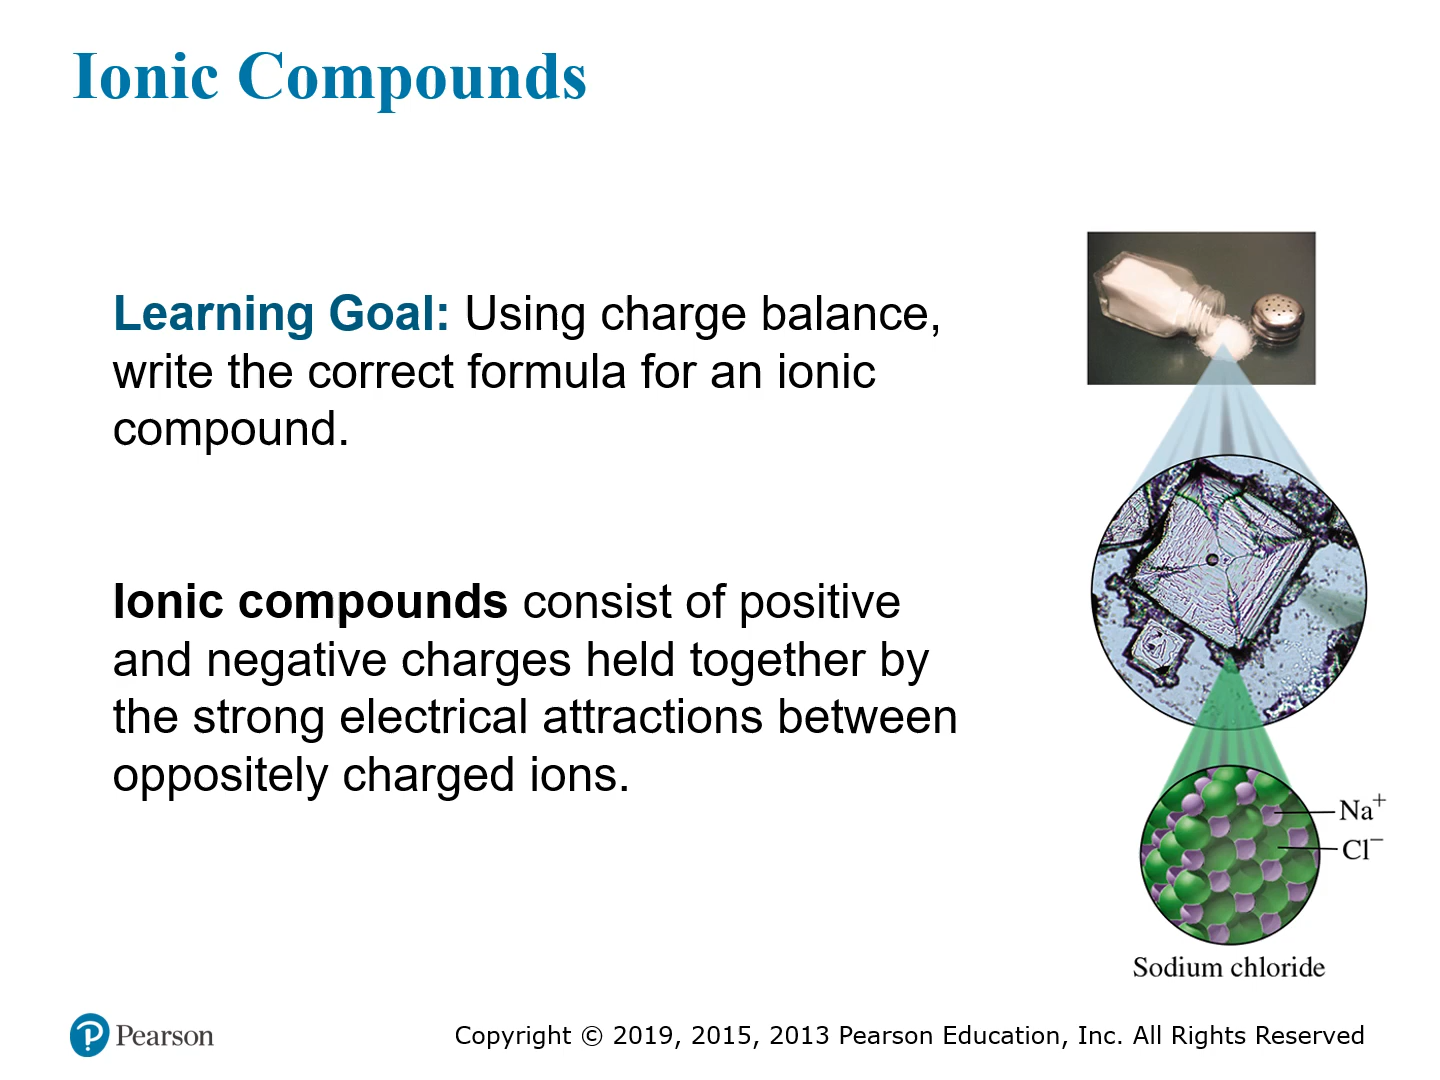 Ionic Compounds
Learning Goal: Using charge balance,
write the correct formula for an ionic
compound.
Ionic compounds consist of positive
and negative charges held together by
the strong electrical attractions between
oppositely charged ions.
Na⁺
Cl⁻
Sodium chloride
Pearson
Copyright © 2019, 2015, 2013 Pearson Education, Inc. All Rights Reserved